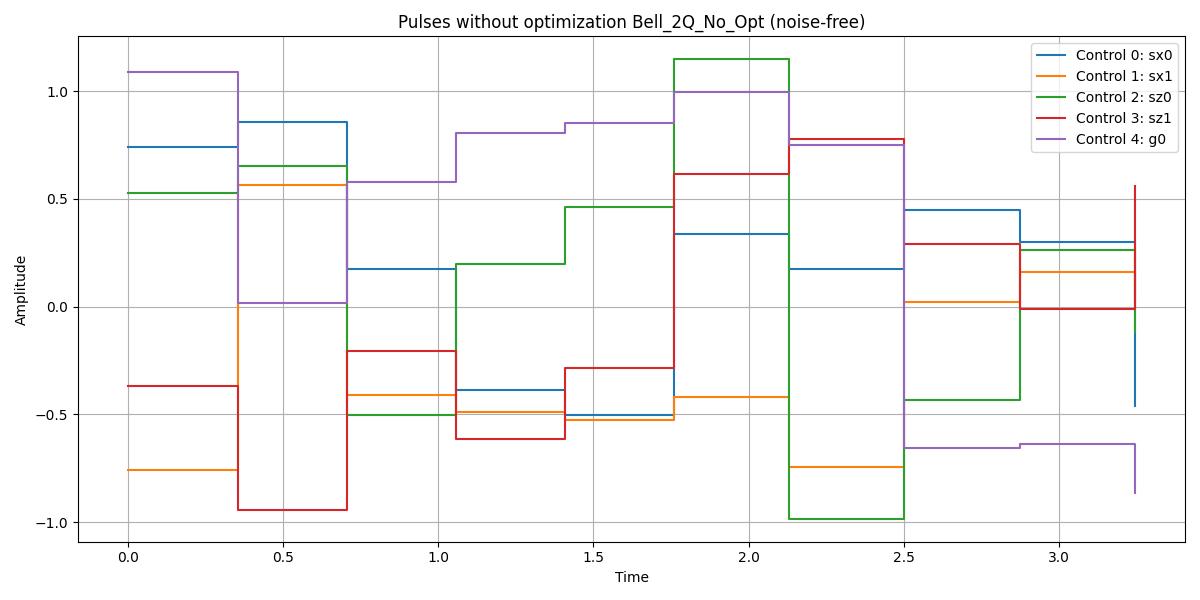 Pulses without optimization Bell_2Q_No_Opt (noise-free)
Control 0: sx0
Control 1: sx1
Control 2: sz0
Control 3: sz1
Control 4: g0
Amplitude
1.0
0.5
0.0
−0.5
−1.0
0.0 0.5 1.0 1.5 2.0 2.5 3.0
Time